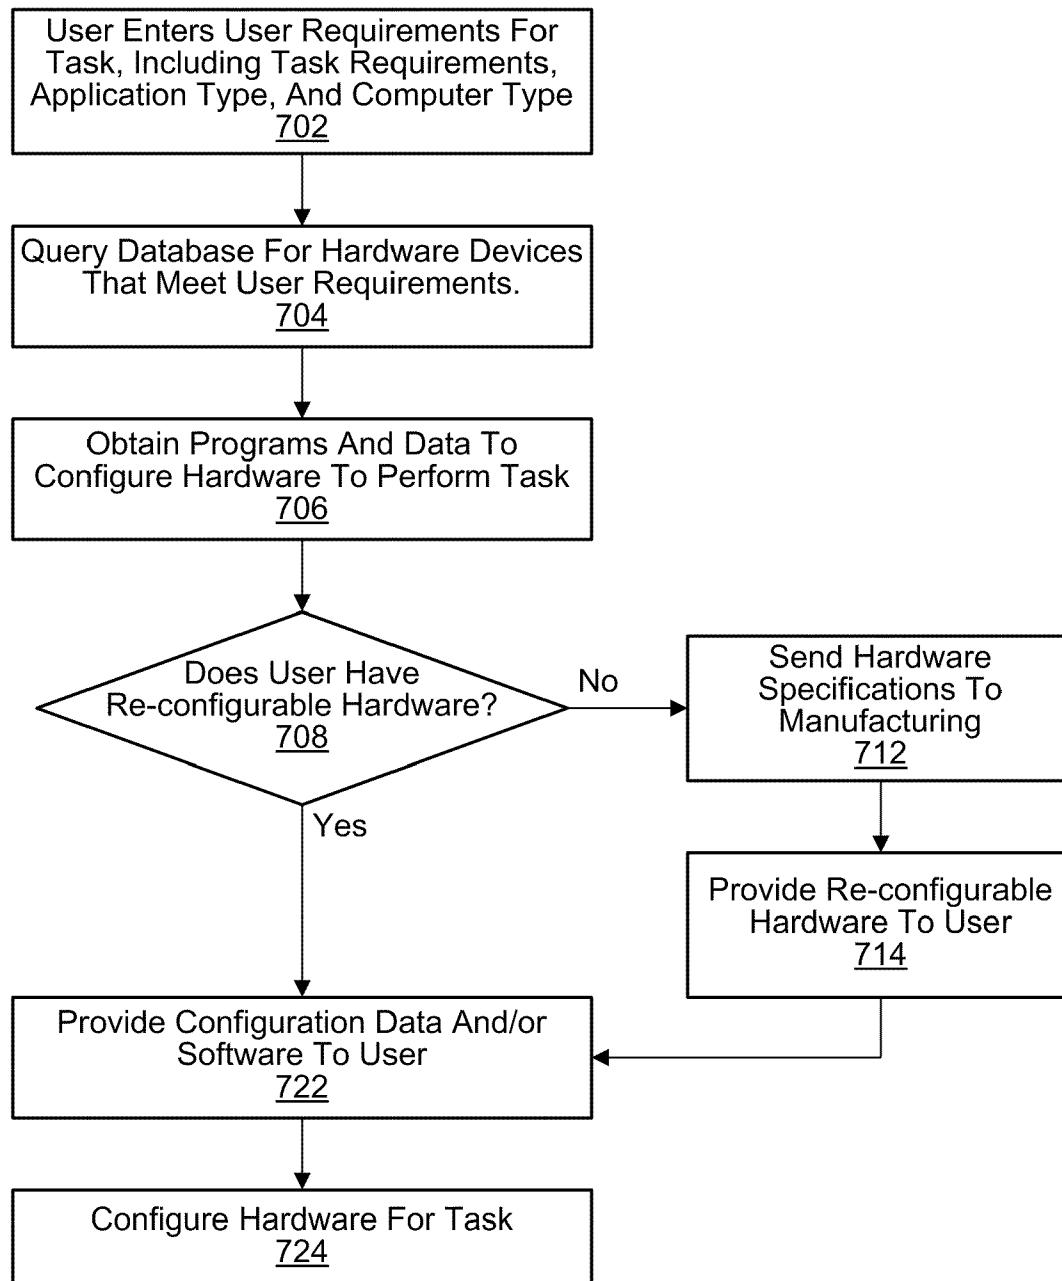 User Enters User Requirements For
Task, Including Task Requirements,
Application Type, And Computer Type
702
Query Database For Hardware Devices
That Meet User Requirements.
704
Obtain Programs And Data To
Configure Hardware To Perform Task
706
Does User Have
Re-configurable Hardware?
708
No
Send Hardware
Specifications To
Manufacturing
712
Yes
Provide Re-configurable
Hardware To User
714
Provide Configuration Data And/or
Software To User
722
Configure Hardware For Task
724